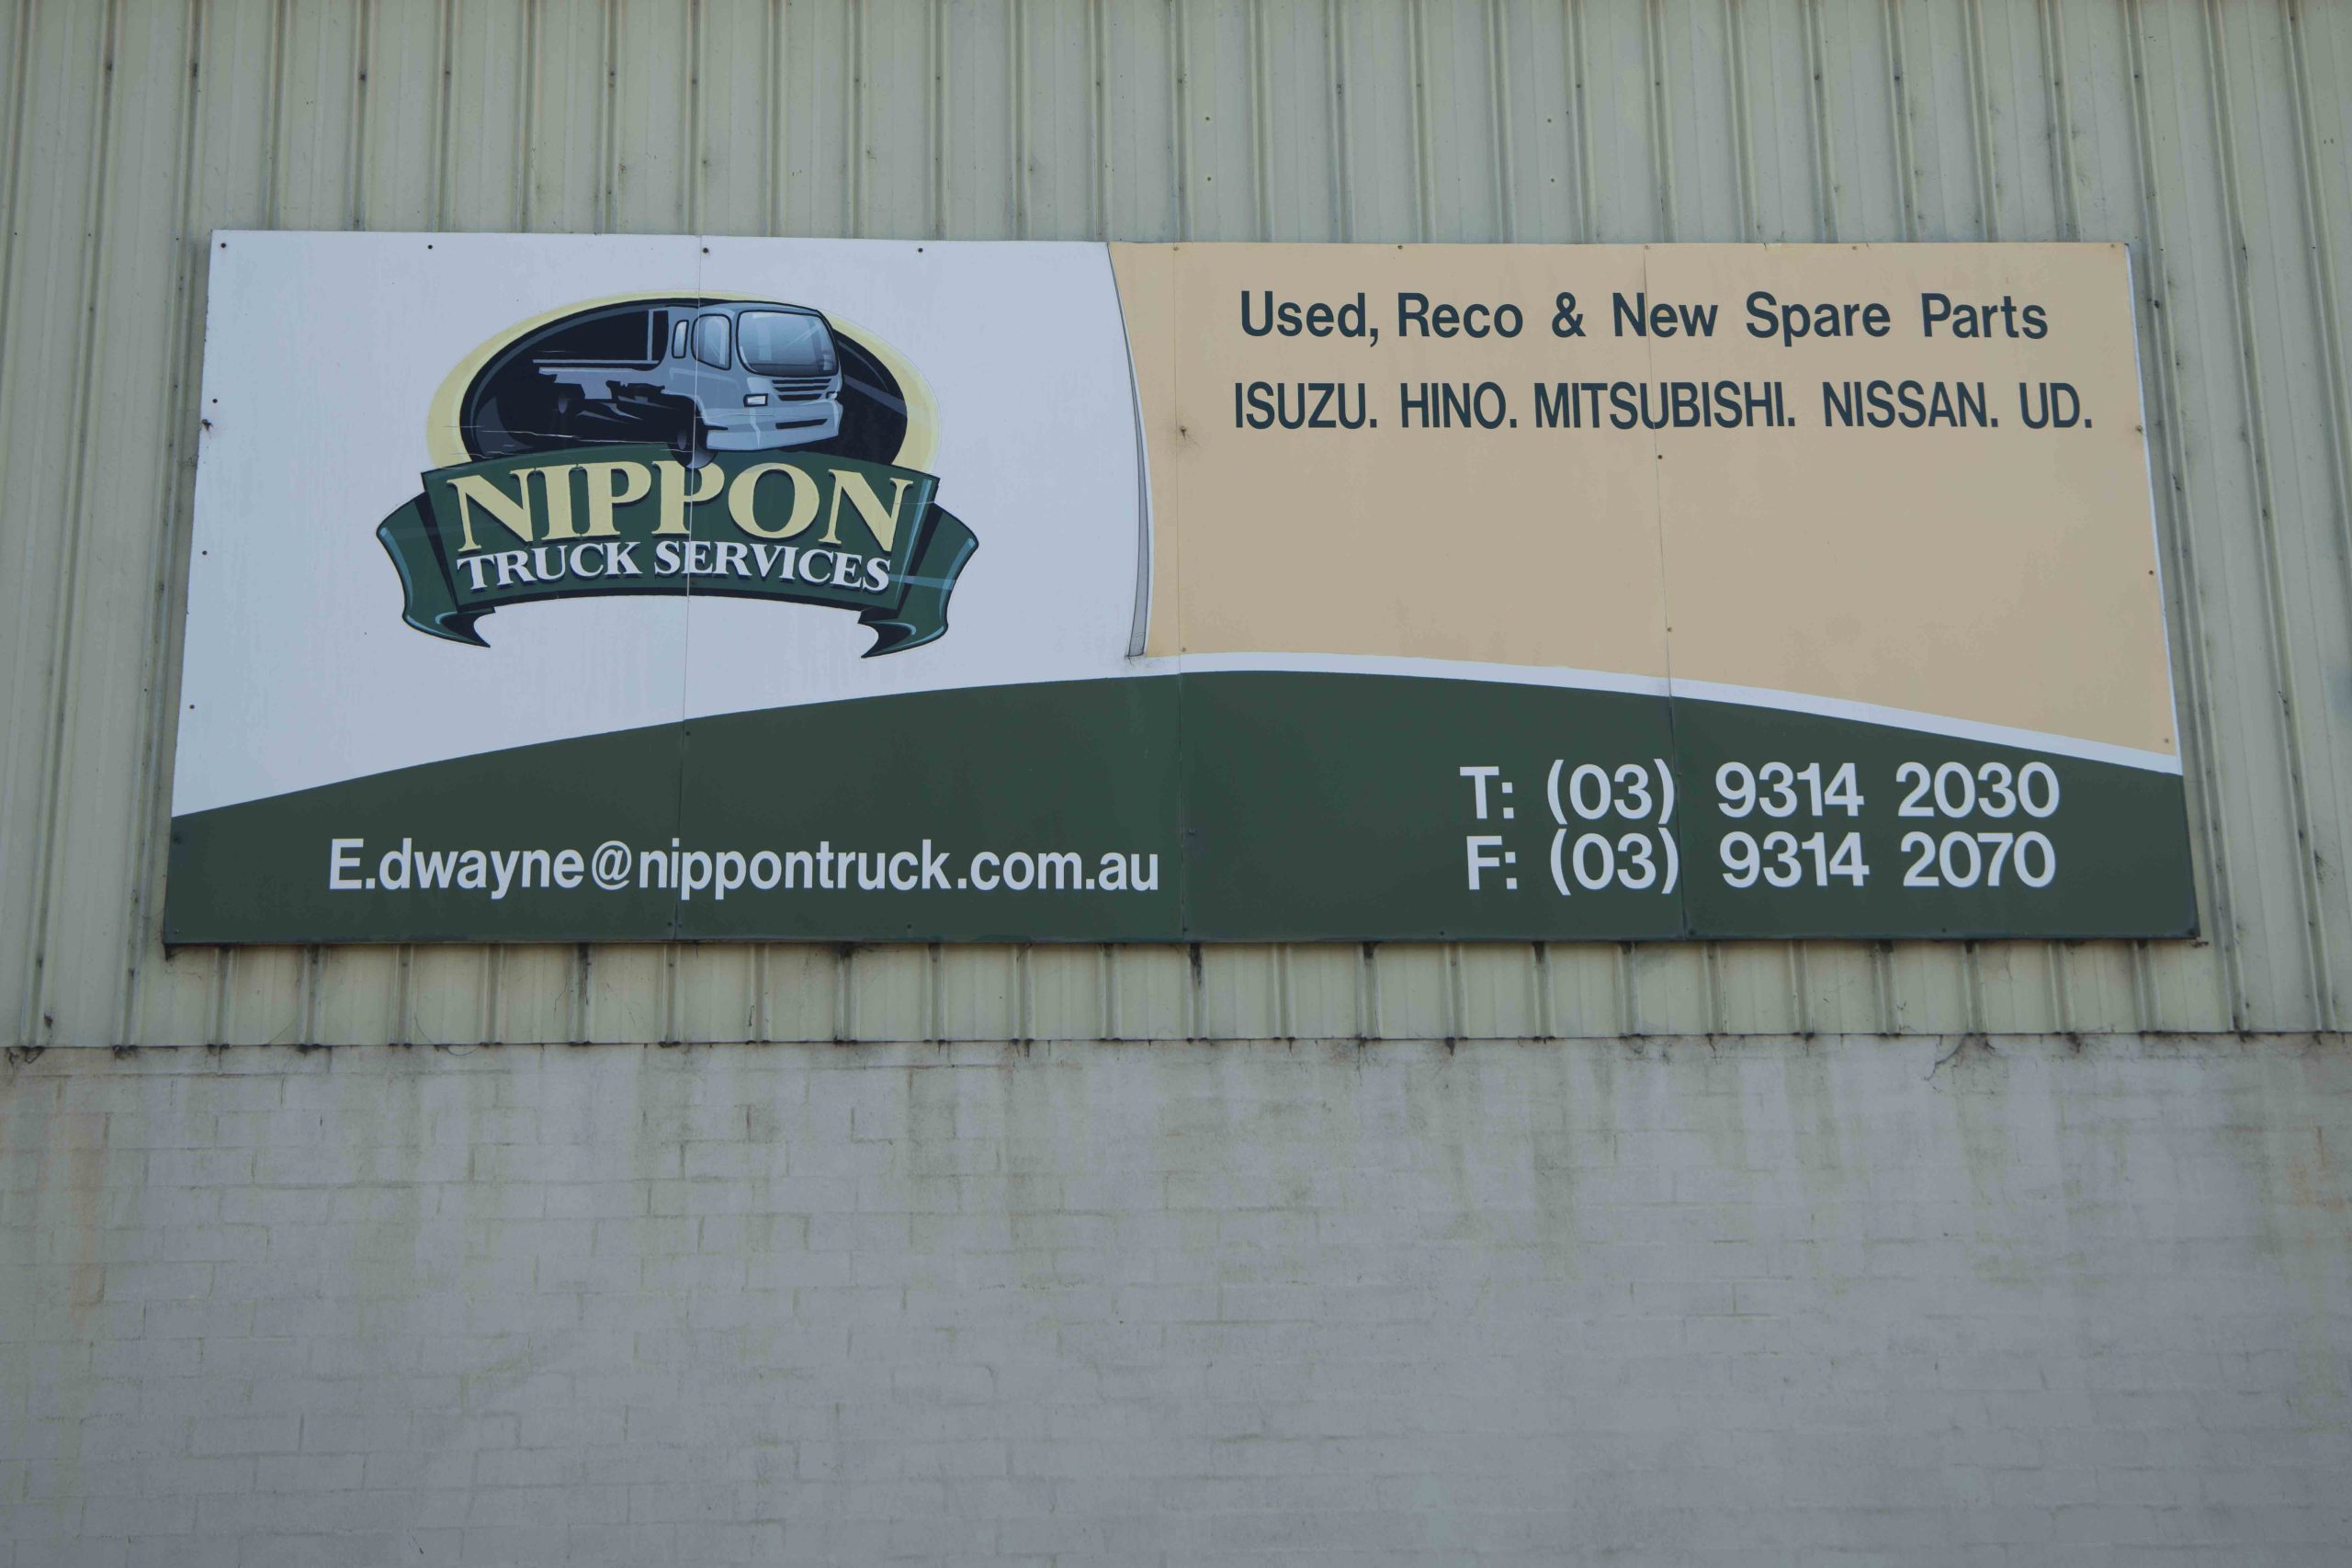 NIPPON
TRUCK SERVICES
Used, Reco & New Spare Parts
ISUZU. HINO. MITSUBISHI. NISSAN. UD.
E.dwayne@nippontruck.com.au
T: (03) 9314 2030
F: (03) 9314 2070